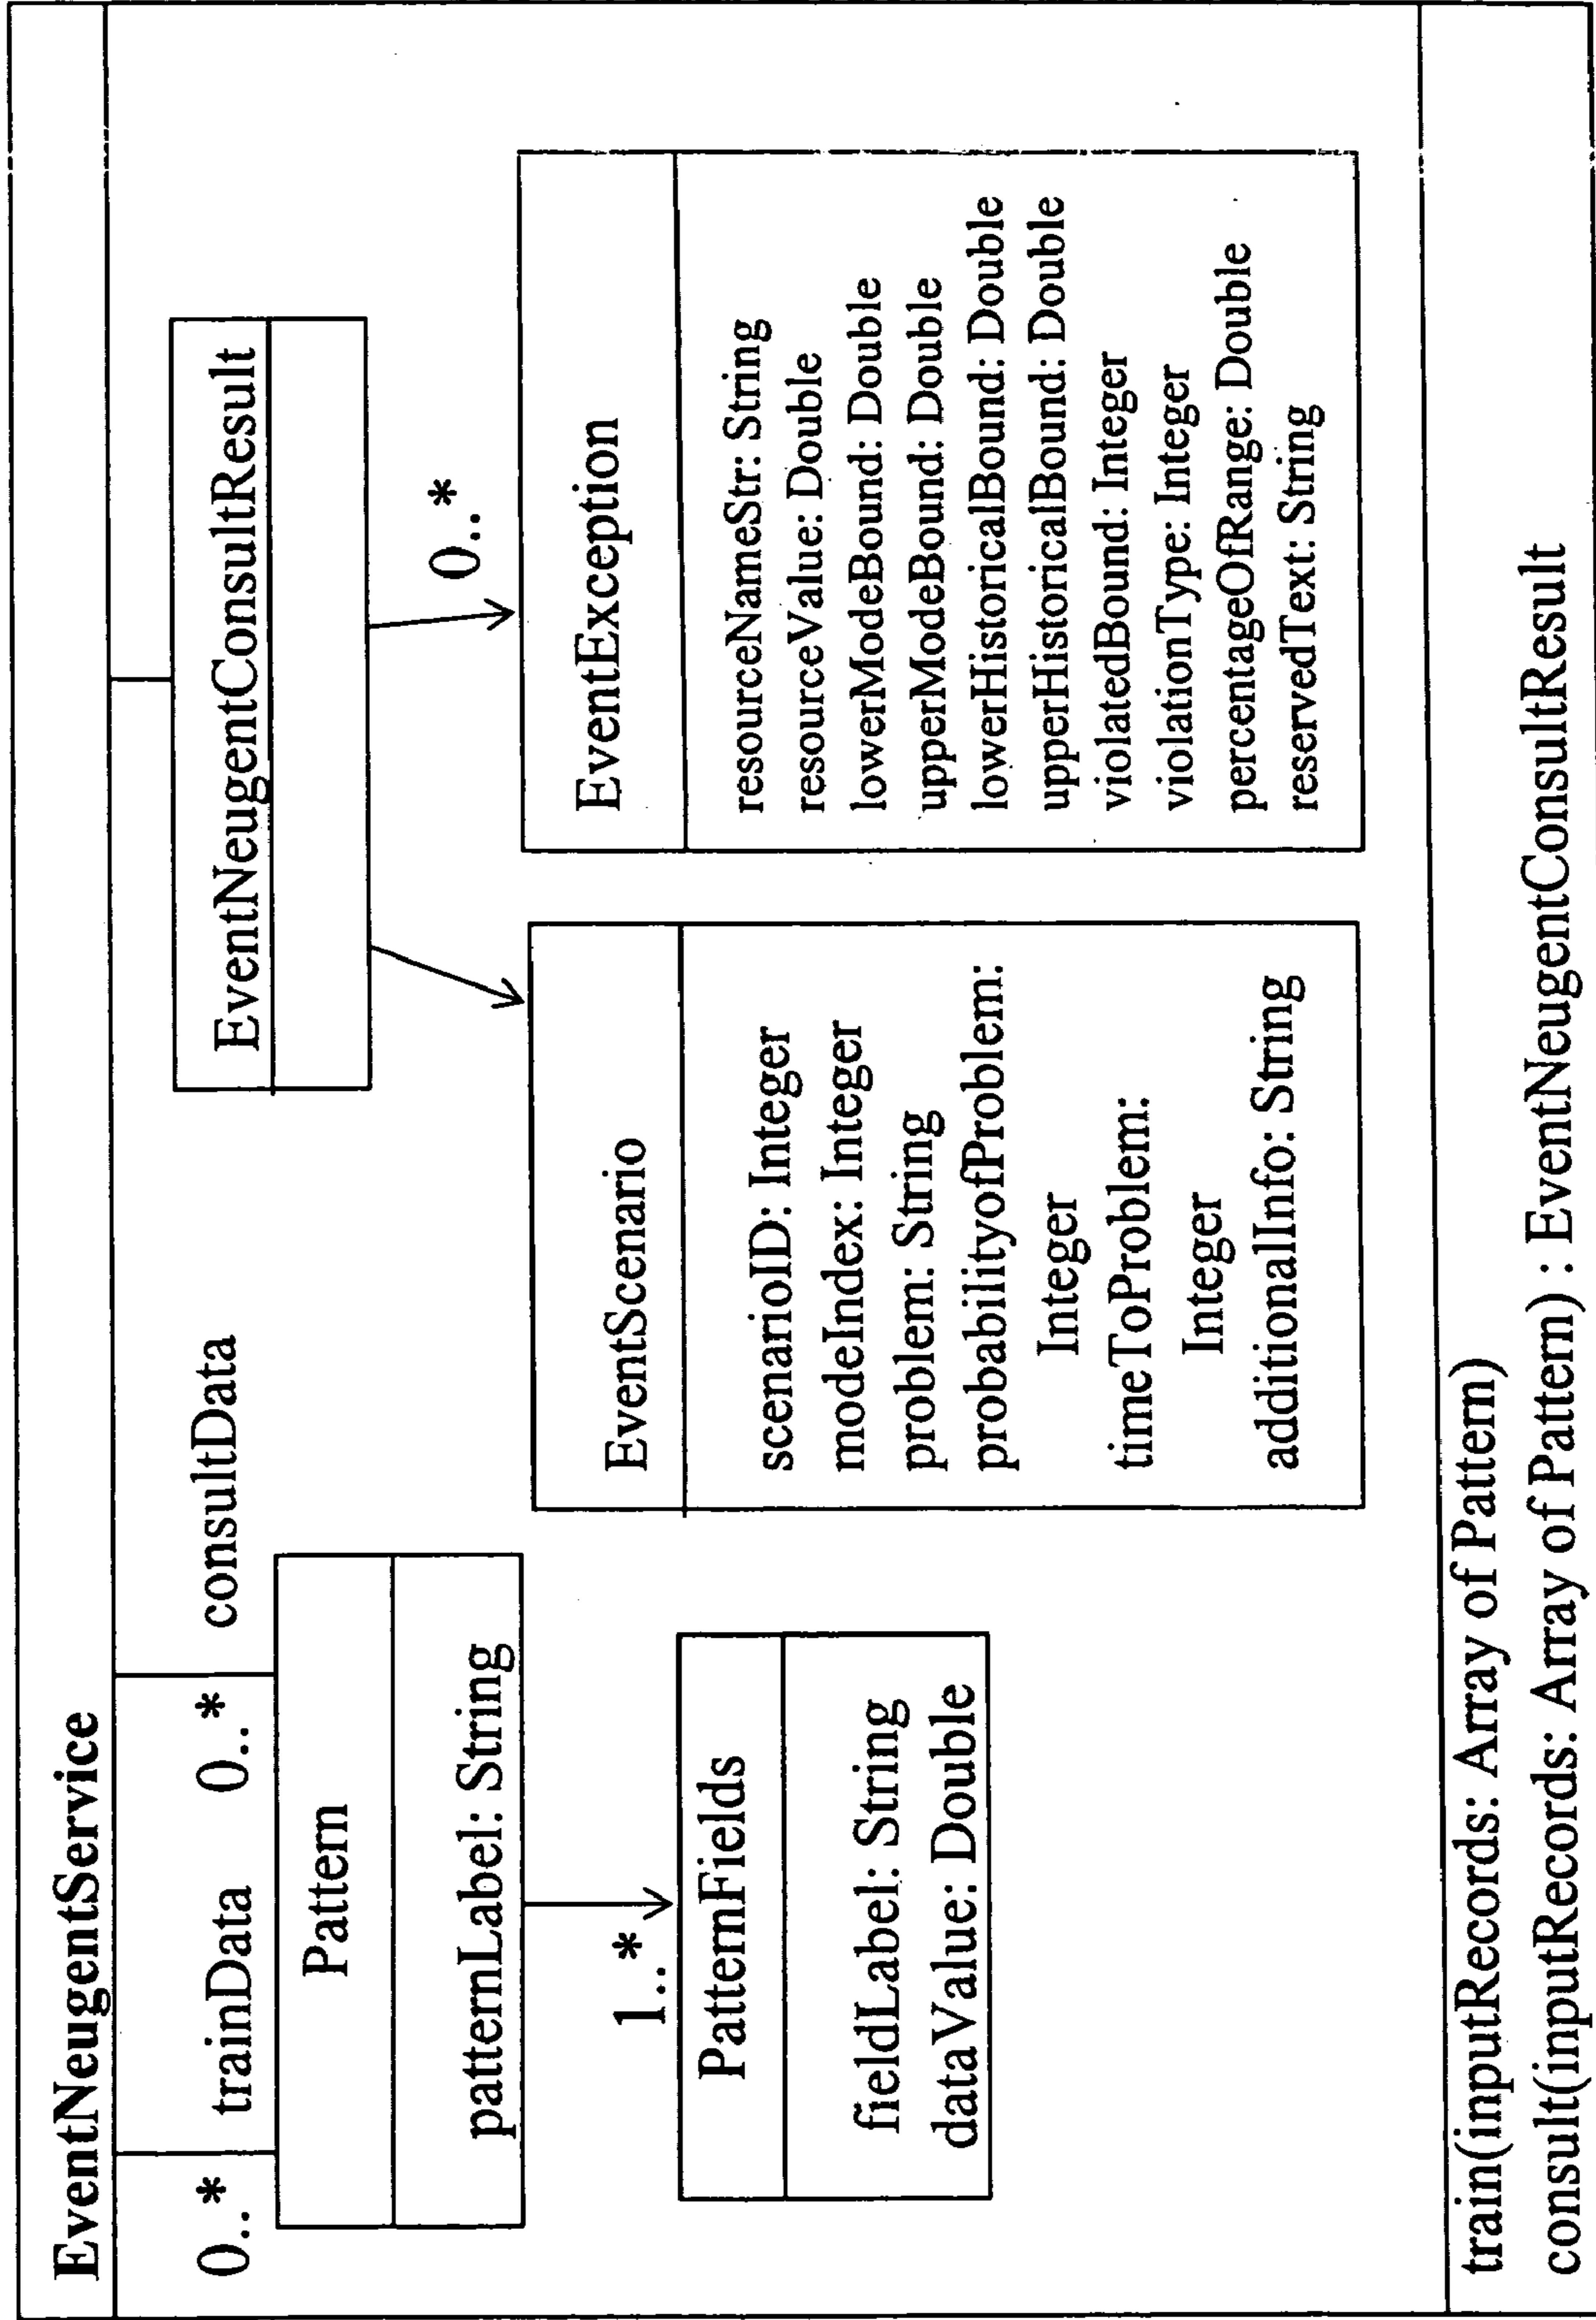 EventNeugentService
0..* trainData 0..* consultData
Pattern
patternLabel: String
1..*
PatternFields
fieldLabel: String
dataValue: Double
EventNeugentConsultResult
0..*
EventScenario
scenarioID: Integer
modeIndex: Integer
problem: String
probabilityofProblem:
Integer
timeToProblem:
Integer
additionalInfo: String
EventException
resourceNameStr: String
resourceValue: Double
lowerModeBound: Double
upperModeBound: Double
lowerHistoricalBound: Double
upperHistoricalBound: Double
violatedBound: Integer
violationType: Integer
percentageOfRange: Double
reservedText: String
train(inputRecords: Array of Pattern)
consult(inputRecords: Array of Pattern) : EventNeugentConsultResult